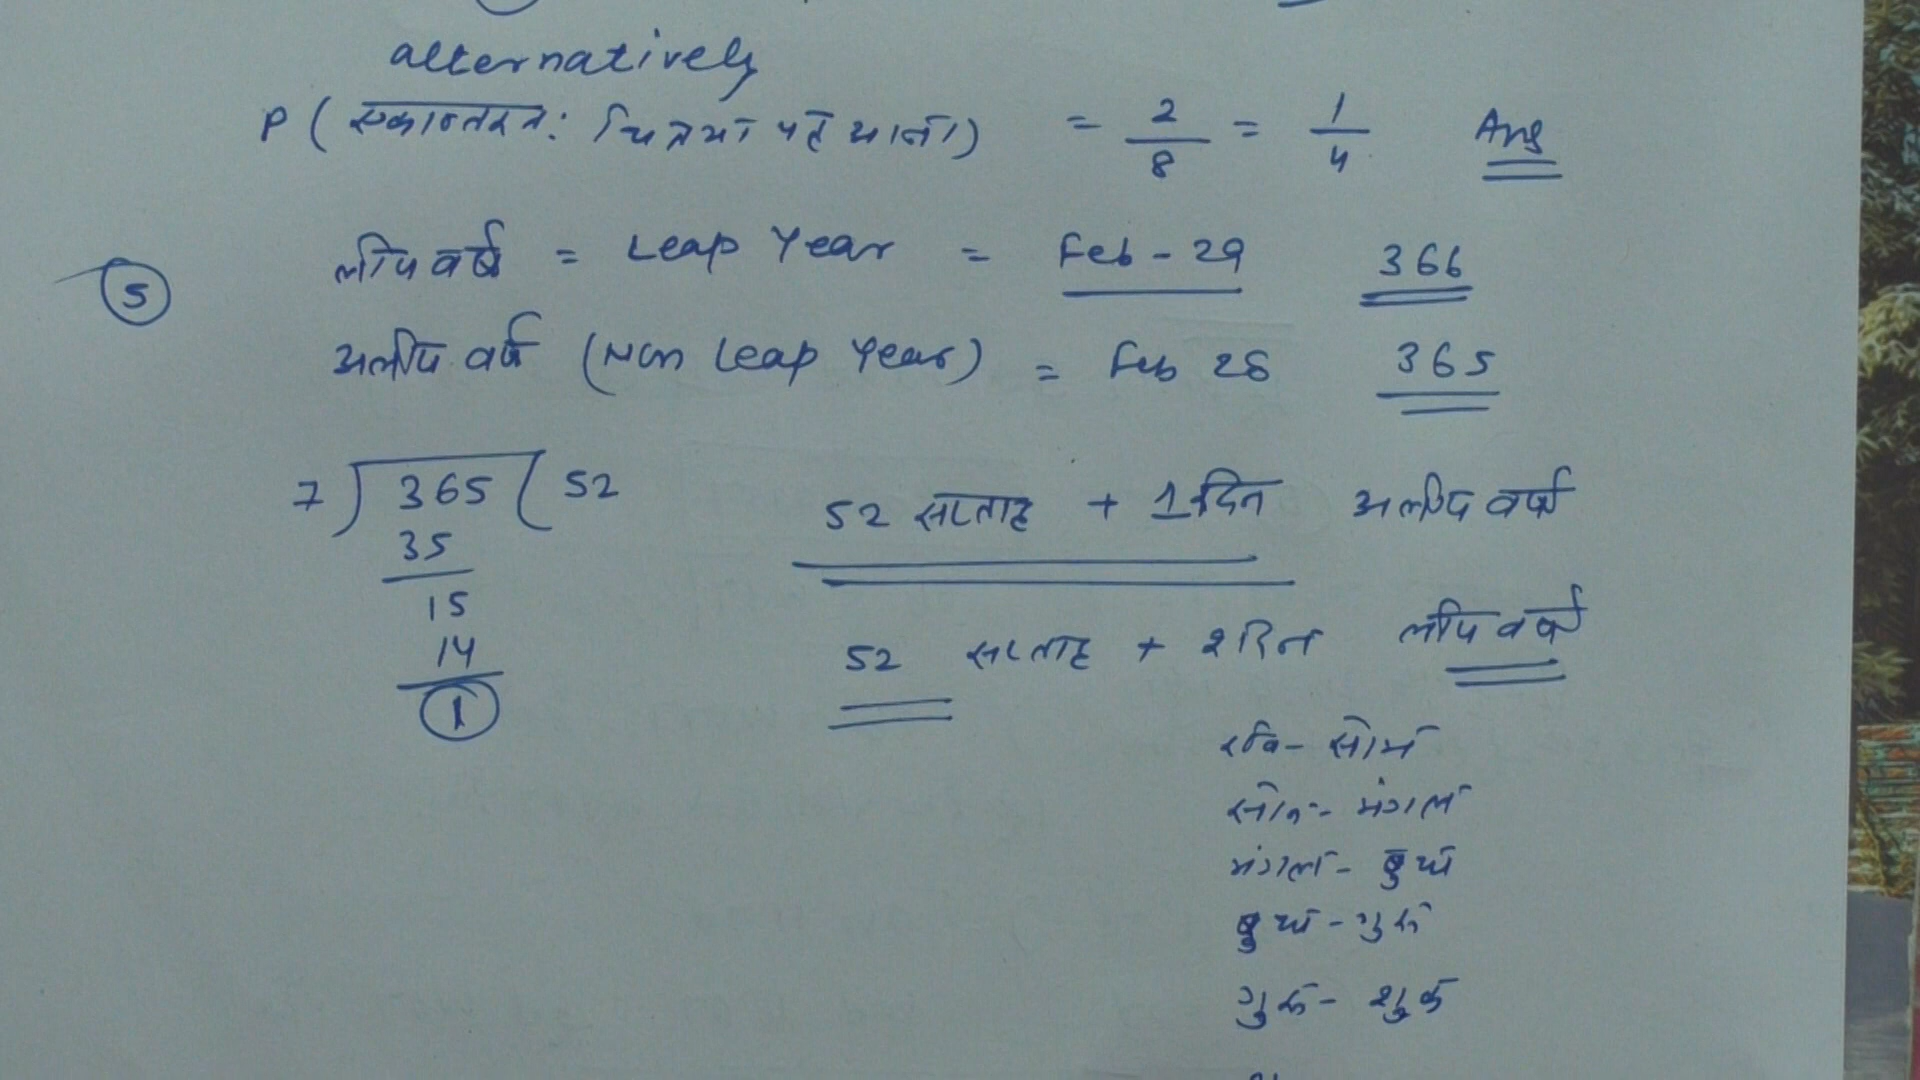 alternatively
P ( एकान्तरतः चित्र या पट्ट आना ) = 2/8 = 1/4 Ans
5 लीप वर्ष = Leap Year = Feb - 29 366
अलीप वर्ष (Non Leap Year) = Feb 28 365
7 ) 365 ( 52
35
15
14
1
52 सप्ताह + 1 दिन अलीप वर्ष
52 सप्ताह + 2 दिन लीप वर्ष
रवि - सोम
सोम - मंगल
मंगल - बुध
बुध - गुरु
गुरु - शुक्र